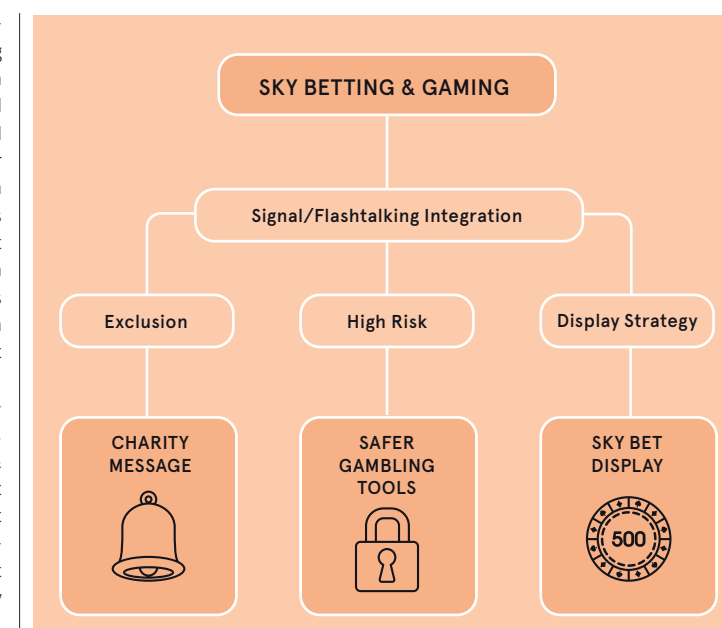 SKY BETTING & GAMING
Signal/Flashtalking Integration
Exclusion
High Risk
Display Strategy
CHARITY
MESSAGE
SAFER
GAMBLING
TOOLS
SKY BET
DISPLAY
500